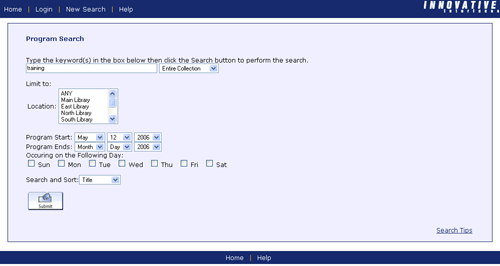 Home | Login | New Search | Help
INNOVATIVE
interfaces
Program Search
Type the keyword(s) in the box below then click the Search button to perform the search.
training Entire Collection
Limit to:
Location:
ANY
Main Library
East Library
North Library
South Library
Program Start: May 12 2006
Program Ends: Month Day 2006
Occuring on the Following Day:
Sun Mon Tue Wed Thu Fri Sat
Search and Sort: Title
Submit
Search Tips
Home | Help